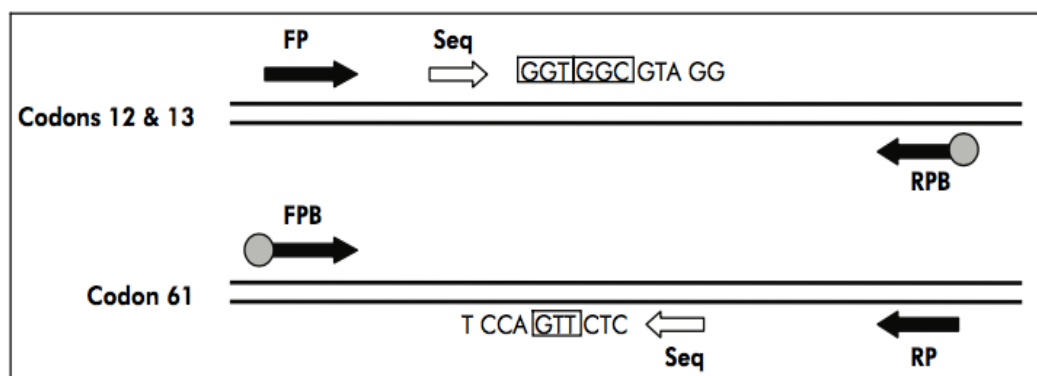 FP
Seq
GGT GGC GTA GG
Codons 12 & 13
RPB
FPB
Codon 61
T CCA GTT CTC
Seq
RP